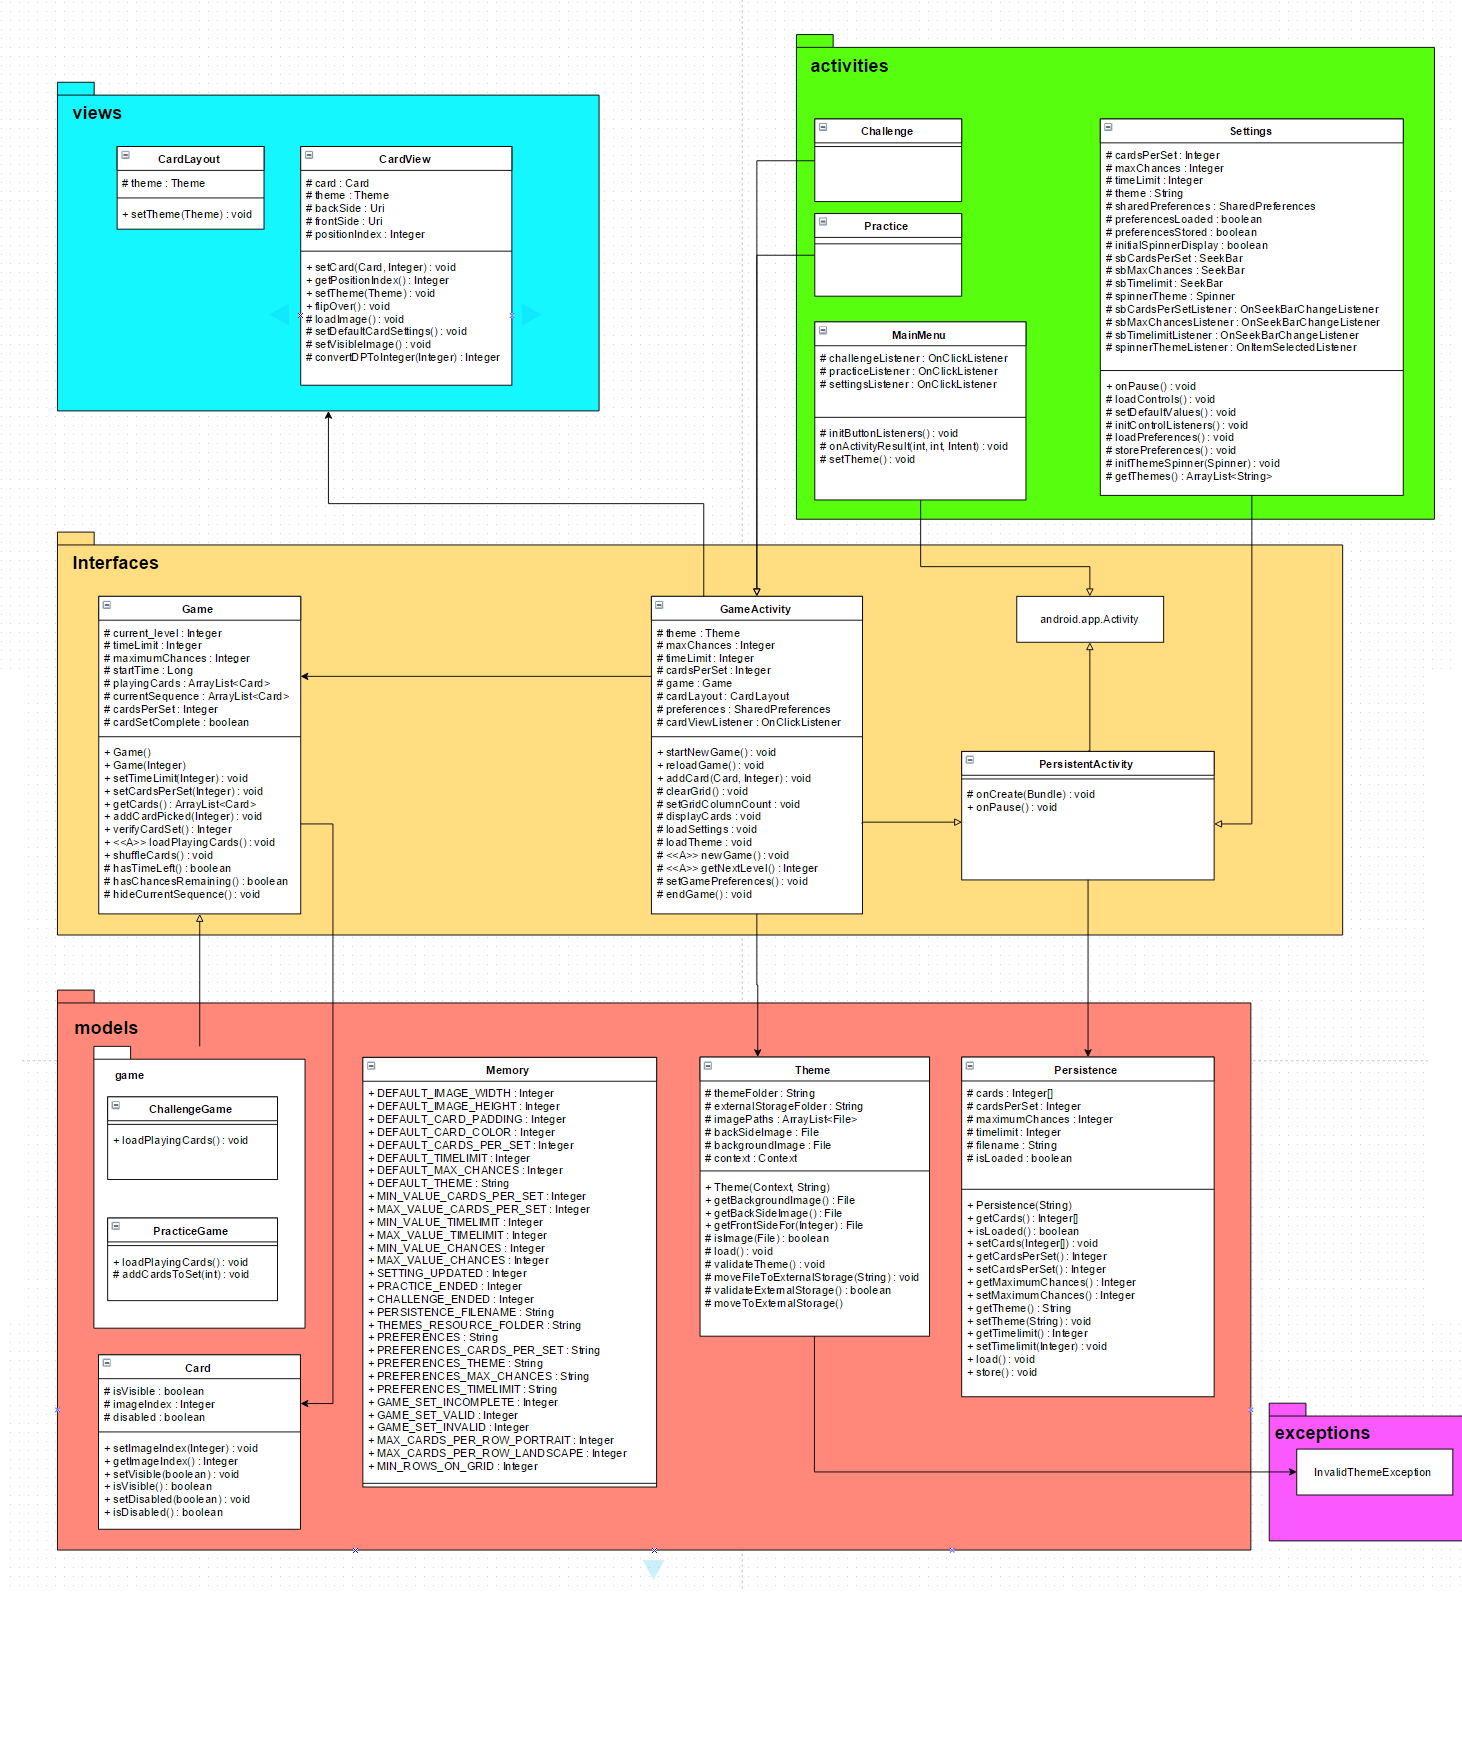 activities
Challenge
Practice
MainMenu
# challengeListener : OnClickListener
# practiceListener : OnClickListener
# settingsListener : OnClickListener
# initButtonListeners() : void
# onActivityResult(int, int, Intent) : void
# setTheme() : void
Settings
# cardsPerSet : Integer
# maxChances : Integer
# timeLimit : Integer
# theme : String
# sharedPreferences : SharedPreferences
# preferencesLoaded : boolean
# preferencesStored : boolean
# initialSpinnerDisplay : boolean
# sbCardsPerSet : SeekBar
# sbMaxChances : SeekBar
# sbTimelimit : SeekBar
# spinnerTheme : Spinner
# sbCardsPerSetListener : OnSeekBarChangeListener
# sbMaxChancesListener : OnSeekBarChangeListener
# sbTimelimitListener : OnSeekBarChangeListener
# spinnerThemeListener : OnItemSelectedListener
+ onPause() : void
# loadControls() : void
# setDefaultValues() : void
# initControlListeners() : void
# loadPreferences() : void
# storePreferences() : void
# initThemeSpinner(Spinner) : void
# getThemes() : ArrayList<String>
views
CardLayout
# theme : Theme
+ setTheme(Theme) : void
CardView
# card : Card
# theme : Theme
# backSide : Uri
# frontSide : Uri
# positionIndex : Integer
+ setCard(Card, Integer) : void
+ getPositionIndex() : Integer
+ setTheme(Theme) : void
+ flipOver() : void
# loadImage() : void
# setDefaultCardSettings() : void
# setVisibleImage() : void
# convertDPToInteger(Integer) : Integer
Interfaces
Game
# current_level : Integer
# timeLimit : Integer
# maximumChances : Integer
# startTime : Long
# playingCards : ArrayList<Card>
# currentSequence : ArrayList<Card>
# cardsPerSet : Integer
# cardSetComplete : boolean
+ Game()
+ Game(Integer)
+ setTimeLimit(Integer) : void
+ setCardsPerSet(Integer) : void
+ getCards() : ArrayList<Card>
+ addCardPicked(Integer) : void
+ verifyCardSet() : Integer
+ <<A>> loadPlayingCards() : void
+ shuffleCards() : void
# hasTimeLeft() : boolean
# hasChancesRemaining() : boolean
# hideCurrentSequence() : void
GameActivity
# theme : Theme
# maxChances : Integer
# timeLimit : Integer
# cardsPerSet : Integer
# game : Game
# cardLayout : CardLayout
# preferences : SharedPreferences
# cardViewListener : OnClickListener
+ startNewGame() : void
+ reloadGame() : void
+ addCard(Card, Integer) : void
# clearGrid() : void
# setGridColumnCount : void
# displayCards : void
# loadSettings : void
# loadTheme : void
# <<A>> newGame() : void
# <<A>> getNextLevel() : Integer
# setGamePreferences() : void
# endGame() : void
android.app.Activity
PersistentActivity
# onCreate(Bundle) : void
+ onPause() : void
models
game
ChallengeGame
+ loadPlayingCards() : void
PracticeGame
+ loadPlayingCards() : void
# addCardsToSet(int) : void
Card
# isVisible : boolean
# imageIndex : Integer
# disabled : boolean
+ setImageIndex(Integer) : void
+ getImageIndex() : Integer
+ setVisible(boolean) : void
+ isVisible() : boolean
+ setDisabled(boolean) : void
+ isDisabled() : boolean
Memory
+ DEFAULT_IMAGE_WIDTH : Integer
+ DEFAULT_IMAGE_HEIGHT : Integer
+ DEFAULT_CARD_PADDING : Integer
+ DEFAULT_CARD_COLOR : Integer
+ DEFAULT_CARDS_PER_SET : Integer
+ DEFAULT_TIMELIMIT : Integer
+ DEFAULT_MAX_CHANCES : Integer
+ DEFAULT_THEME : String
+ MIN_VALUE_CARDS_PER_SET : Integer
+ MAX_VALUE_CARDS_PER_SET : Integer
+ MIN_VALUE_TIMELIMIT : Integer
+ MAX_VALUE_TIMELIMIT : Integer
+ MIN_VALUE_CHANCES : Integer
+ MAX_VALUE_CHANCES : Integer
+ SETTING_UPDATED : Integer
+ PRACTICE_ENDED : Integer
+ CHALLENGE_ENDED : Integer
+ PERSISTENCE_FILENAME : String
+ THEMES_RESOURCE_FOLDER : String
+ PREFERENCES : String
+ PREFERENCES_CARDS_PER_SET : String
+ PREFERENCES_THEME : String
+ PREFERENCES_MAX_CHANCES : String
+ PREFERENCES_TIMELIMIT : String
+ GAME_SET_INCOMPLETE : Integer
+ GAME_SET_VALID : Integer
+ GAME_SET_INVALID : Integer
+ MAX_CARDS_PER_ROW_PORTRAIT : Integer
+ MAX_CARDS_PER_ROW_LANDSCAPE : Integer
+ MIN_ROWS_ON_GRID : Integer
Theme
# themeFolder : String
# externalStorageFolder : String
# imagePaths : ArrayList<File>
# backSideImage : File
# backgroundImage : File
# context : Context
+ Theme(Context, String)
+ getBackgroundImage() : File
+ getBackSideImage() : File
+ getFrontSideFor(Integer) : File
# isImage(File) : boolean
# load() : void
# validateTheme() : void
# moveFileToExternalStorage(String) : void
# validateExternalStorage() : boolean
# moveToExternalStorage()
Persistence
# cards : Integer[]
# cardsPerSet : Integer
# maximumChances : Integer
# timelimit : Integer
# filename : String
# isLoaded : boolean
+ Persistence(String)
+ getCards() : Integer[]
+ isLoaded() : boolean
+ setCards(Integer[]) : void
+ getCardsPerSet() : Integer
+ setCardsPerSet() : Integer
+ getMaximumChances() : Integer
+ setMaximumChances() : Integer
+ getTheme() : String
+ setTheme(String) : void
+ getTimelimit() : Integer
+ setTimelimit(Integer) : void
+ load() : void
+ store() : void
exceptions
InvalidThemeException